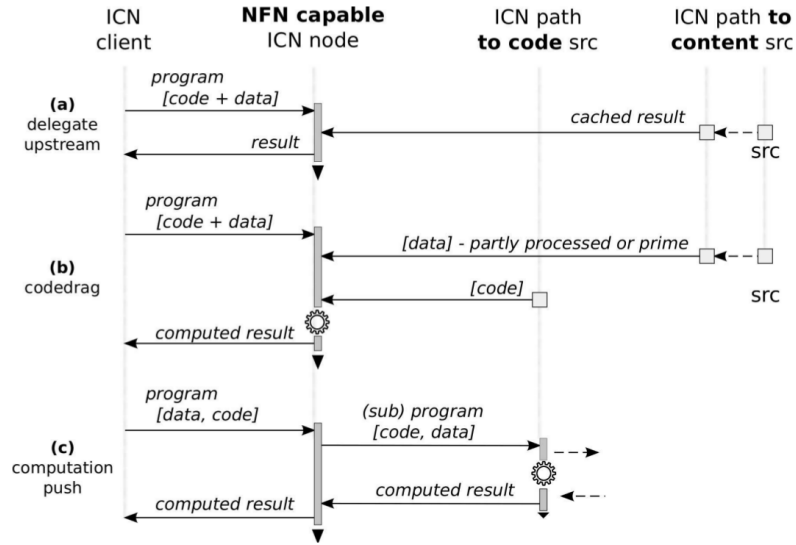 ICN
client
NFN capable
ICN node
ICN path
to code src
ICN path to
content src
(a)
delegate
upstream
program
[code + data]
cached result
result
src
(b)
codedrag
program
[code + data]
[data] - partly processed or prime
[code]
src
computed result
(c)
computation
push
program
[data, code]
(sub) program
[code, data]
computed result
computed result